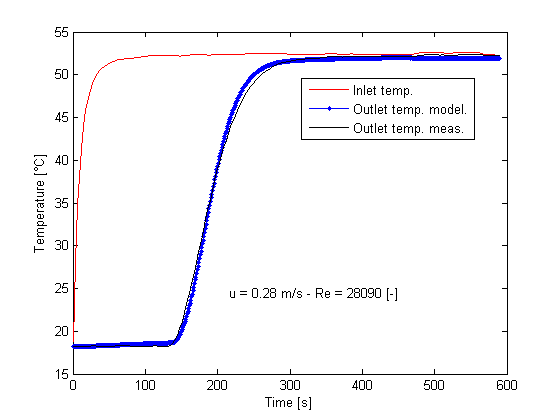 55
50
45
40
35
30
25
20
15
Temperature [°C]
Inlet temp.
Outlet temp. model.
Outlet temp. meas.
u = 0.28 m/s - Re = 28090 [-]
0 100 200 300 400 500 600
Time [s]